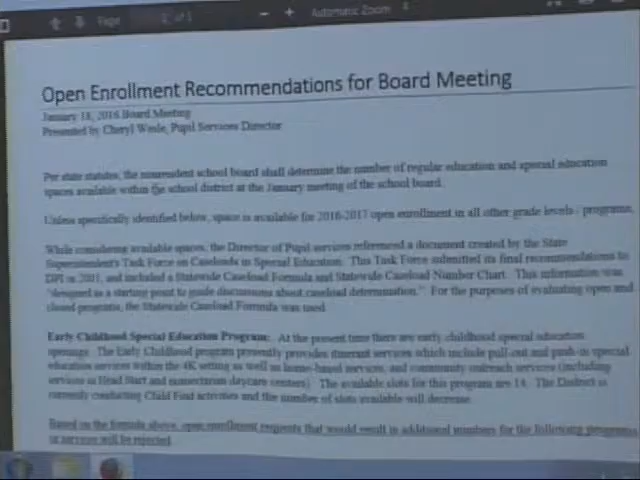 Page 1 of 1 Automatic Zoom
Open Enrollment Recommendations for Board Meeting
January 18, 2016 Board Meeting
Presented by Cheryl Wesle, Pupil Services Director
Per state statutes, the nonresident school board shall determine the number of regular education and special education
spaces available within the school district at the January meeting of the school board.
Unless specifically identified below, space is available for 2016-2017 open enrollment in all other grade levels / programs.
While considering available spaces, the Director of Pupil services referenced a document created by the State
Superintendent's Task Force on Caseloads in Special Education. This Task Force submitted its final recommendations to
DPI in 2001, and included a Statewide Caseload Formula and Statewide Caseload Number Chart. This information was
"designed as a starting point to guide discussions about caseload determination." For the purposes of evaluating open and
closed programs, the Statewide Caseload Formula was used.
Early Childhood Special Education Program: At the present time there are early childhood special education
openings. The Early Childhood program presently provides itinerant services which include pull-out and push-in special
education services within the 4K setting as well as home-based services, and community outreach services (including
services in Head Start and nonsectarian daycare centers). The available slots for this program are 14. The District is
currently conducting Child Find activities and the number of slots available will decrease.
Based on the formula above, open enrollment requests that would result in additional numbers for the following programs
or services will be rejected